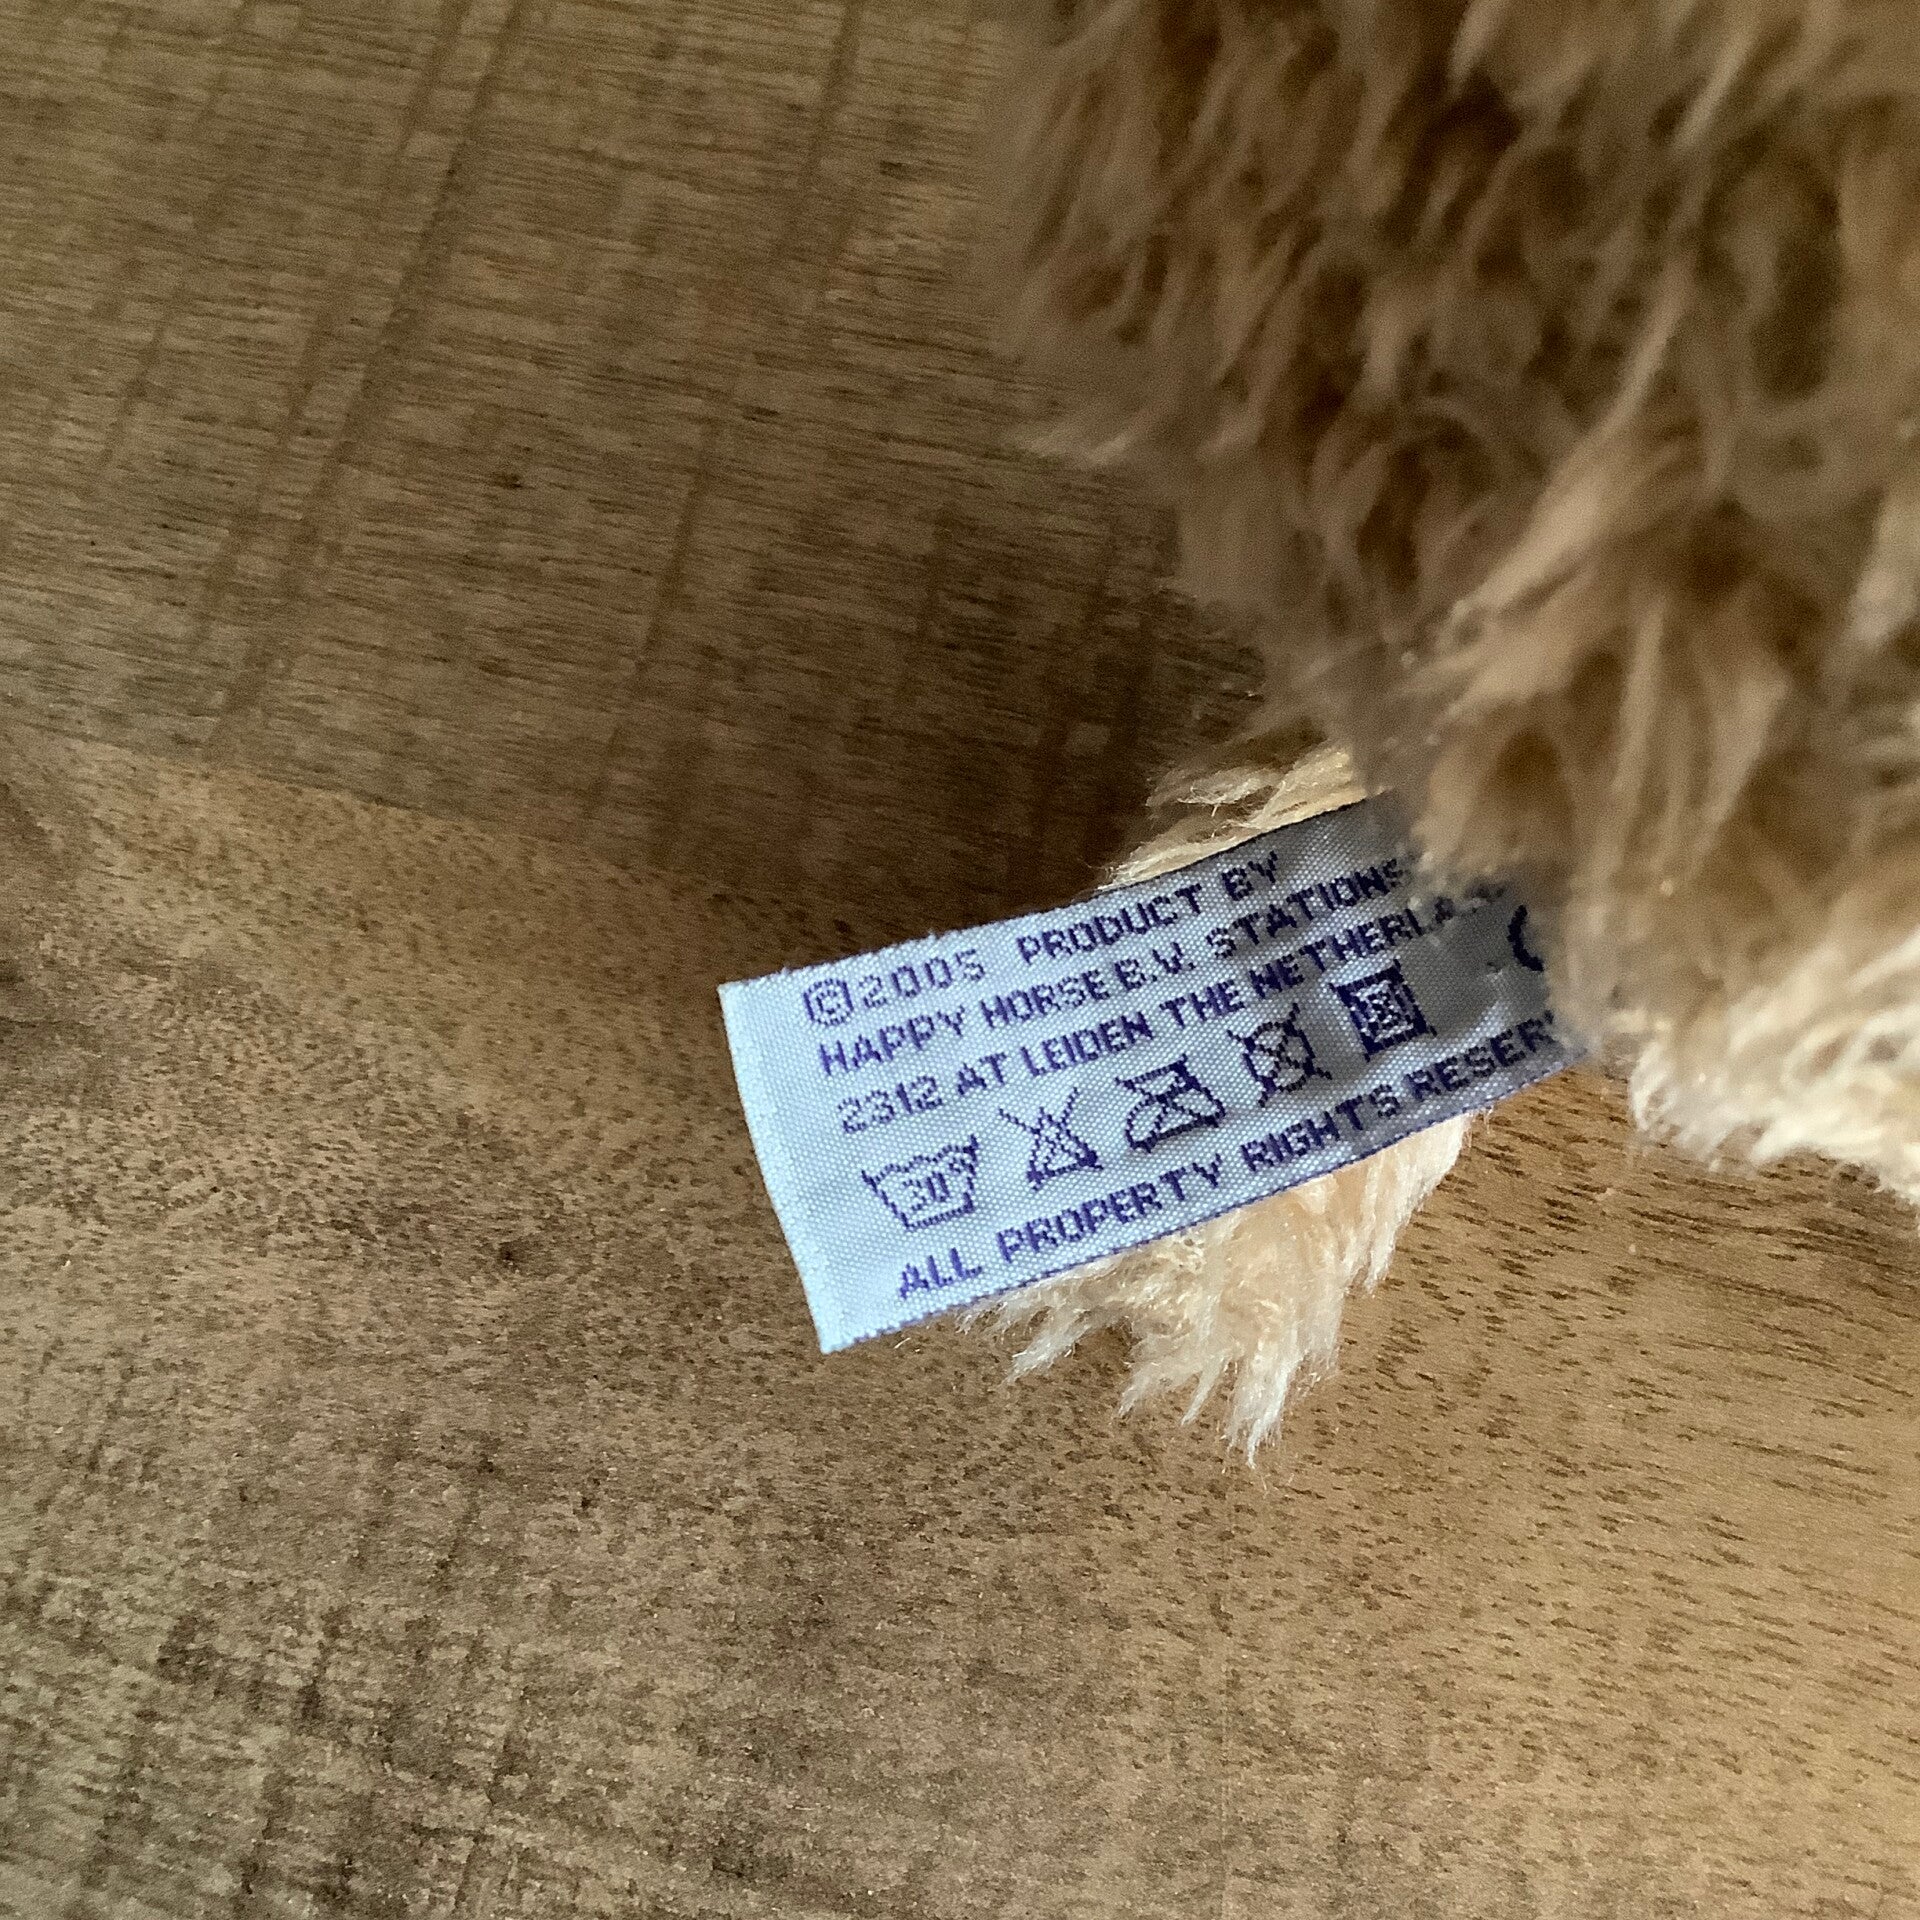 ©2005 PRODUCT BY
HAPPY HORSE B.V. STATIONS
2312 AT LEIDEN THE NETHERLA
30°
ALL PROPERTY RIGHTS RESER